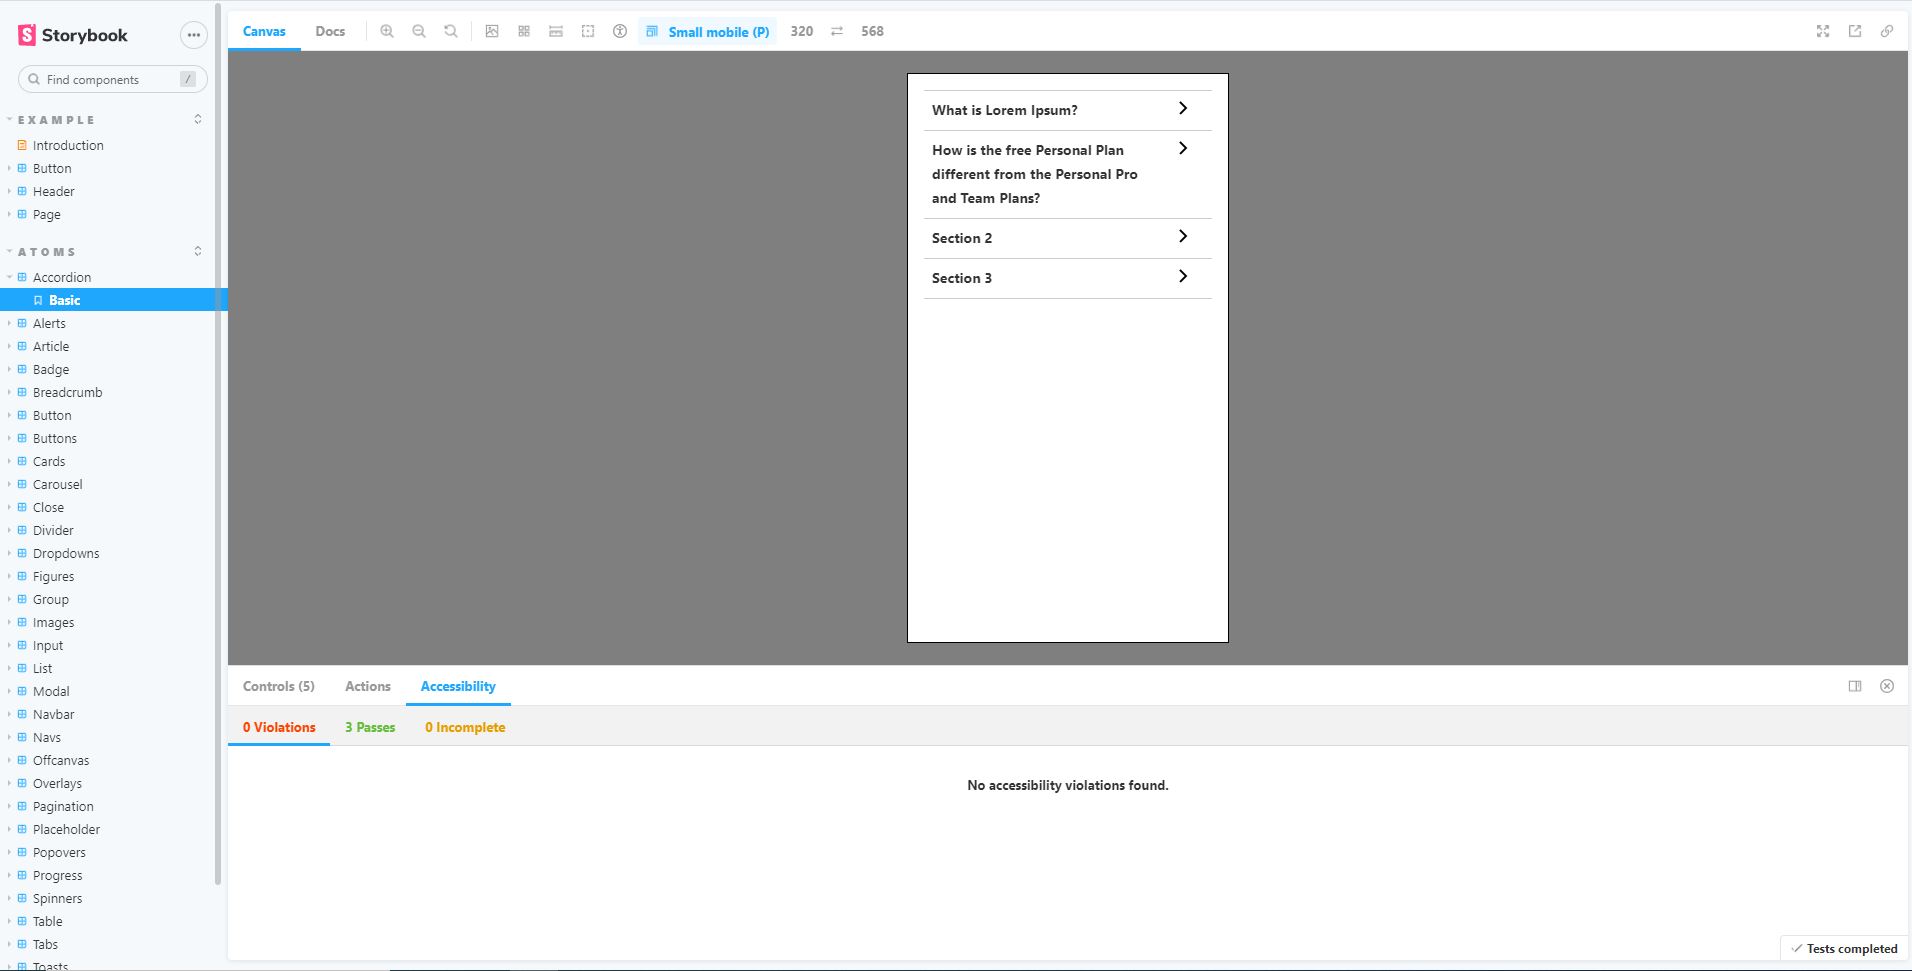 Storybook
Find components /
EXAMPLE
Introduction
Button
Header
Page
ATOMS
Accordion
Basic
Alerts
Article
Badge
Breadcrumb
Button
Buttons
Cards
Carousel
Close
Divider
Dropdowns
Figures
Group
Images
Input
List
Modal
Navbar
Navs
Offcanvas
Overlays
Pagination
Placeholder
Popovers
Progress
Spinners
Table
Tabs
Toasts
Canvas Docs Small mobile (P) 320 568
What is Lorem Ipsum?
How is the free Personal Plan
different from the Personal Pro
and Team Plans?
Section 2
Section 3
Controls (5) Actions Accessibility
0 Violations 3 Passes 0 Incomplete
No accessibility violations found.
Tests completed